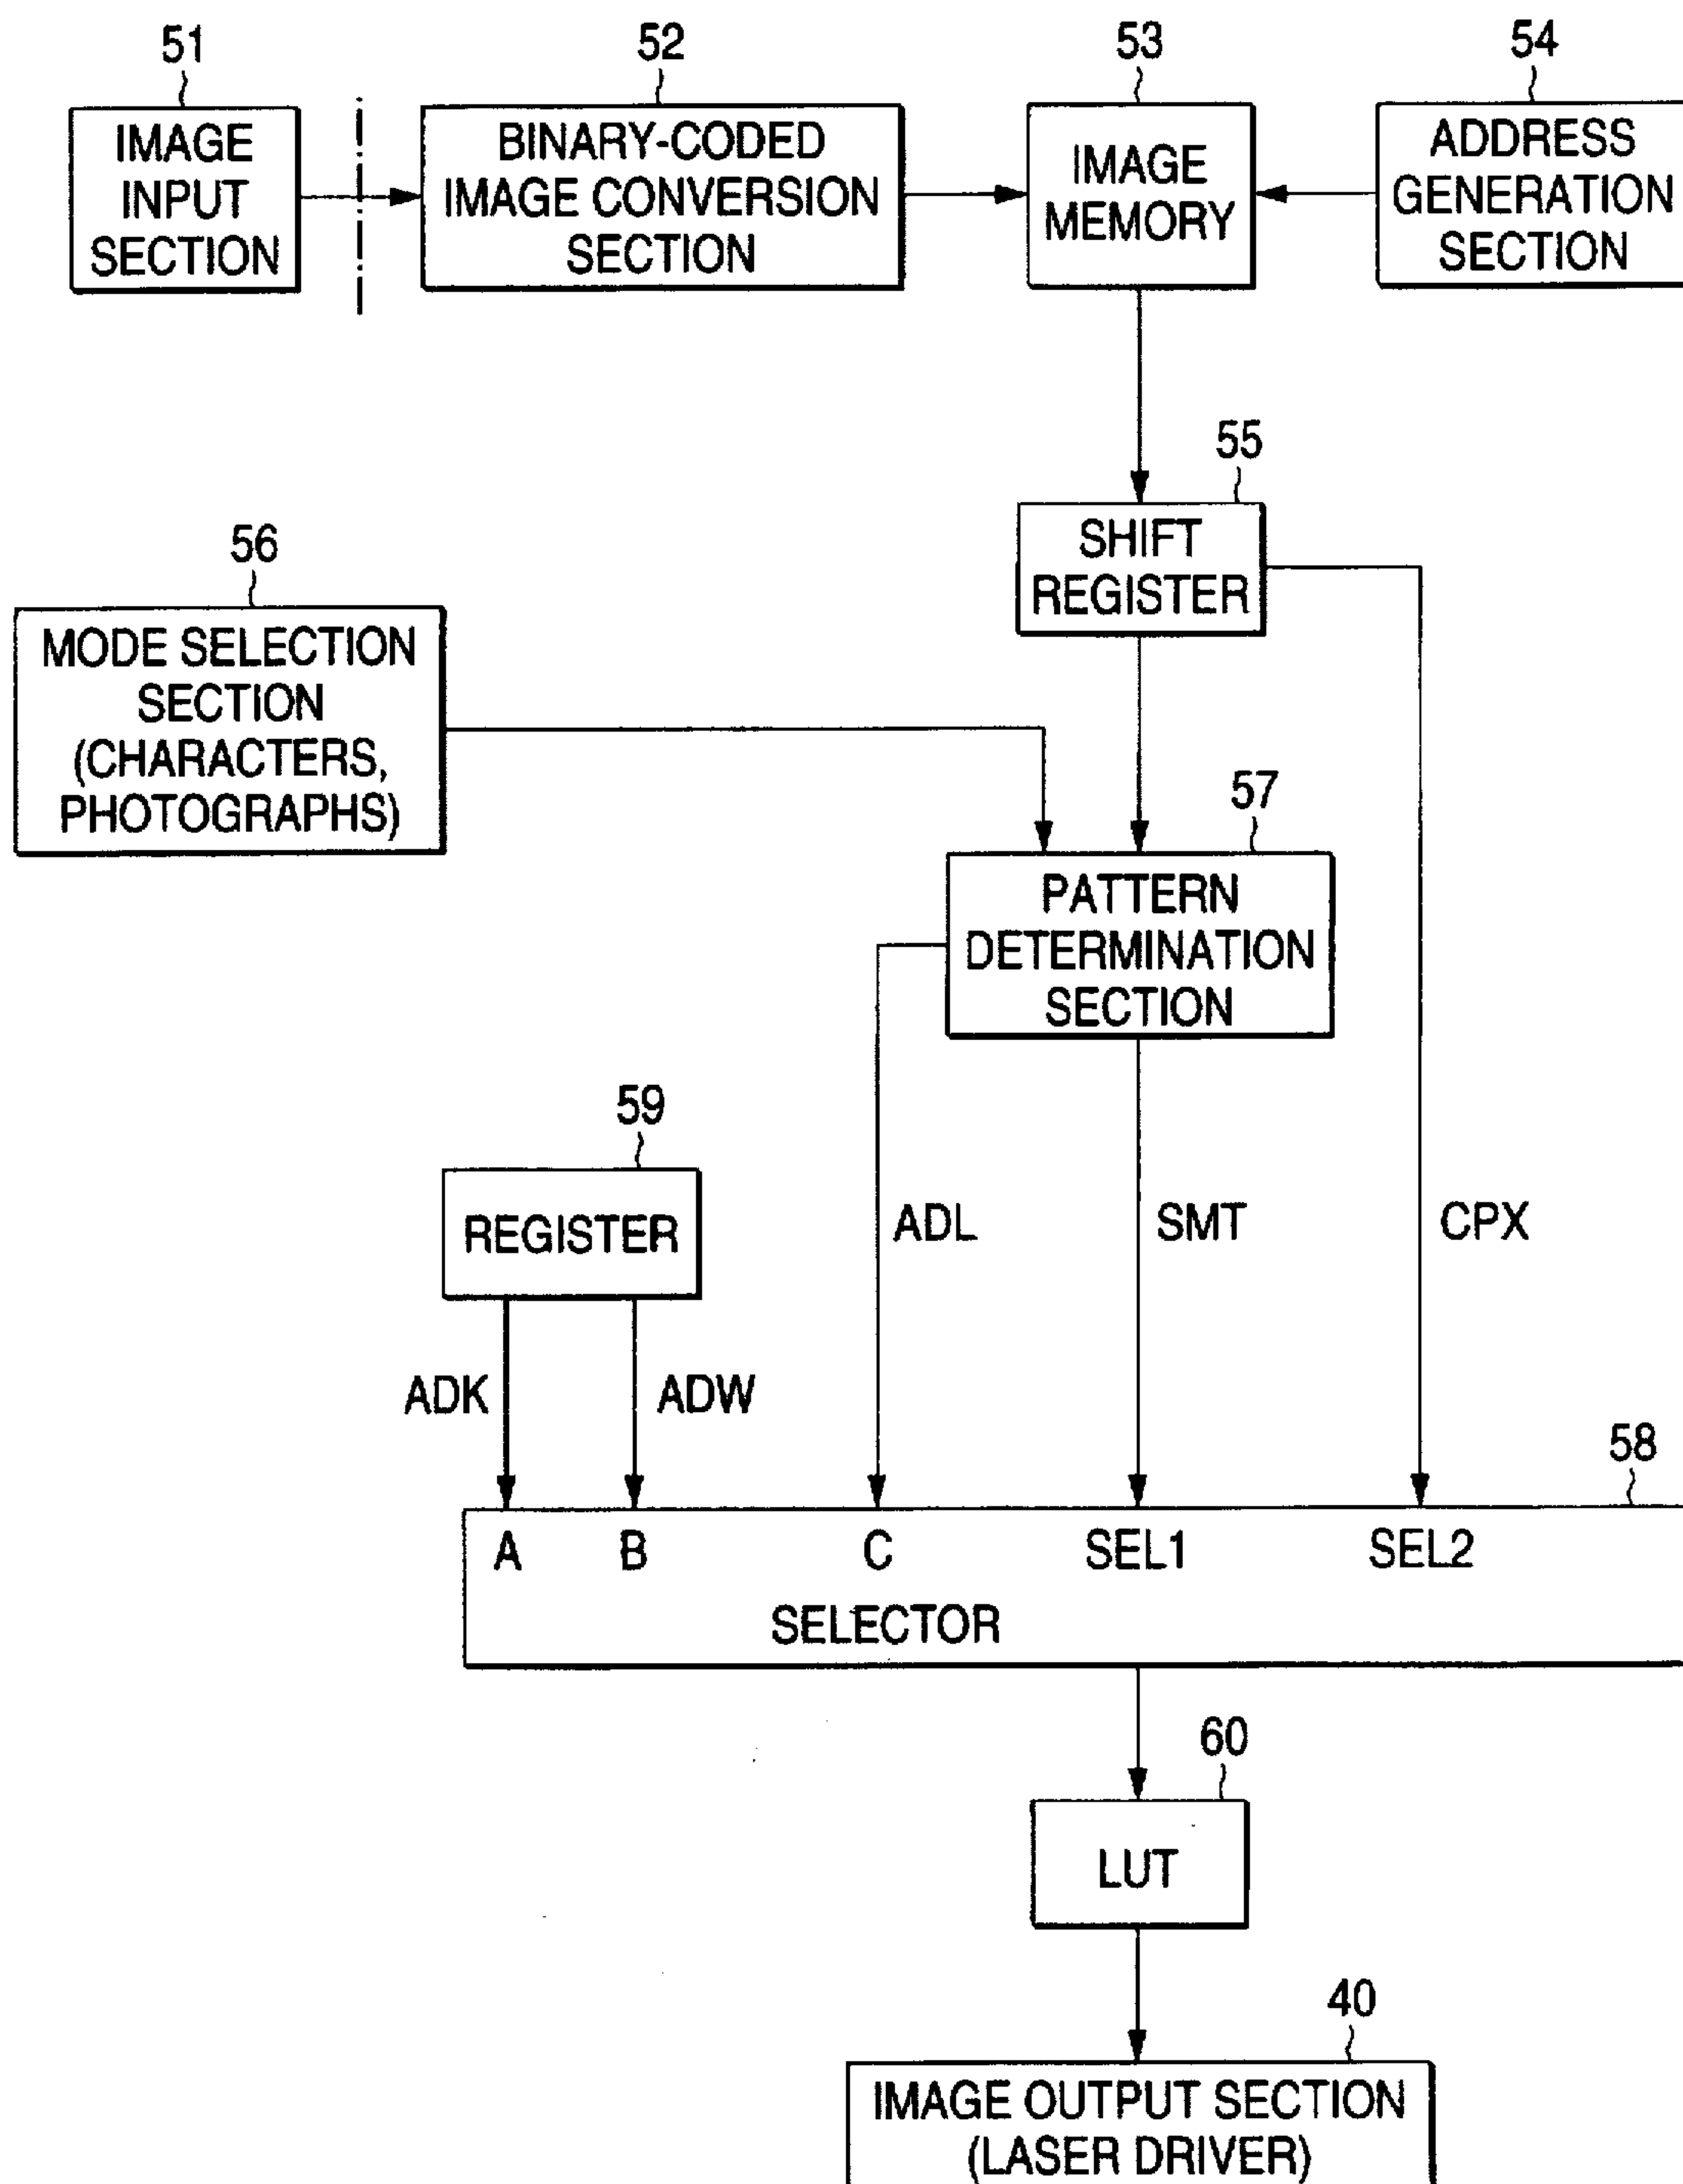 51
52
53
54
IMAGE
INPUT
SECTION
BINARY-CODED
IMAGE CONVERSION
SECTION
IMAGE
MEMORY
ADDRESS
GENERATION
SECTION
55
SHIFT
REGISTER
56
MODE SELECTION
SECTION
(CHARACTERS,
PHOTOGRAPHS)
57
PATTERN
DETERMINATION
SECTION
59
REGISTER
ADL
SMT
CPX
ADK
ADW
58
A
B
C
SEL1
SEL2
SELECTOR
60
LUT
40
IMAGE OUTPUT SECTION
(LASER DRIVER)